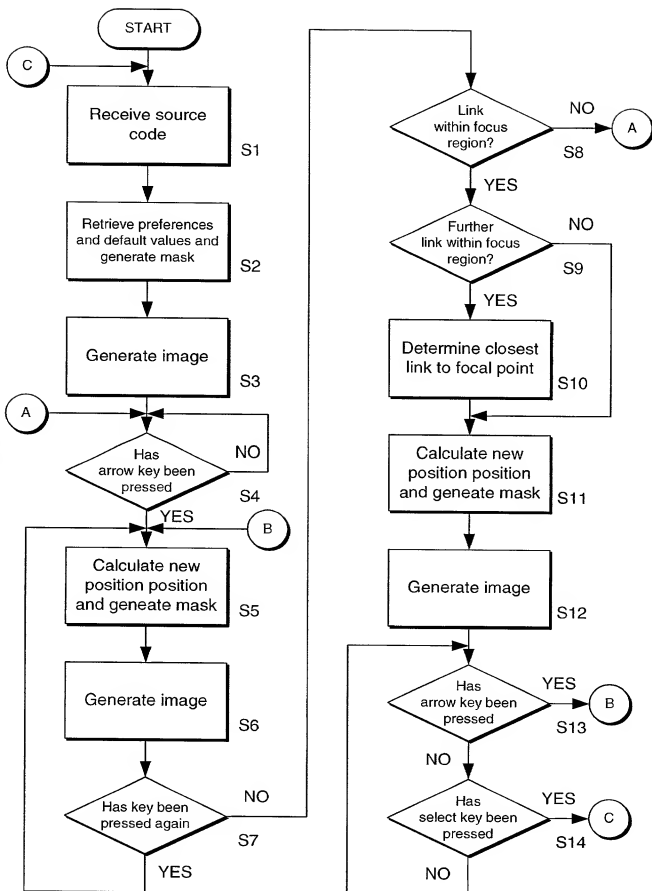 START
C
Receive source
code
S1
Retrieve preferences
and default values and
generate mask
S2
Generate image
S3
A
Has
arrow key been
pressed
NO
S4
YES
B
Calculate new
position position
and geneate mask
S5
Generate image
S6
Has key been
pressed again
NO
S7
YES
Link
within focus
region?
NO
A
S8
YES
Further
link within focus
region?
NO
S9
YES
Determine closest
link to focal point
S10
Calculate new
position position
and geneate mask
S11
Generate image
S12
Has
arrow key been
pressed
YES
B
S13
NO
Has
select key been
pressed
YES
C
S14
NO